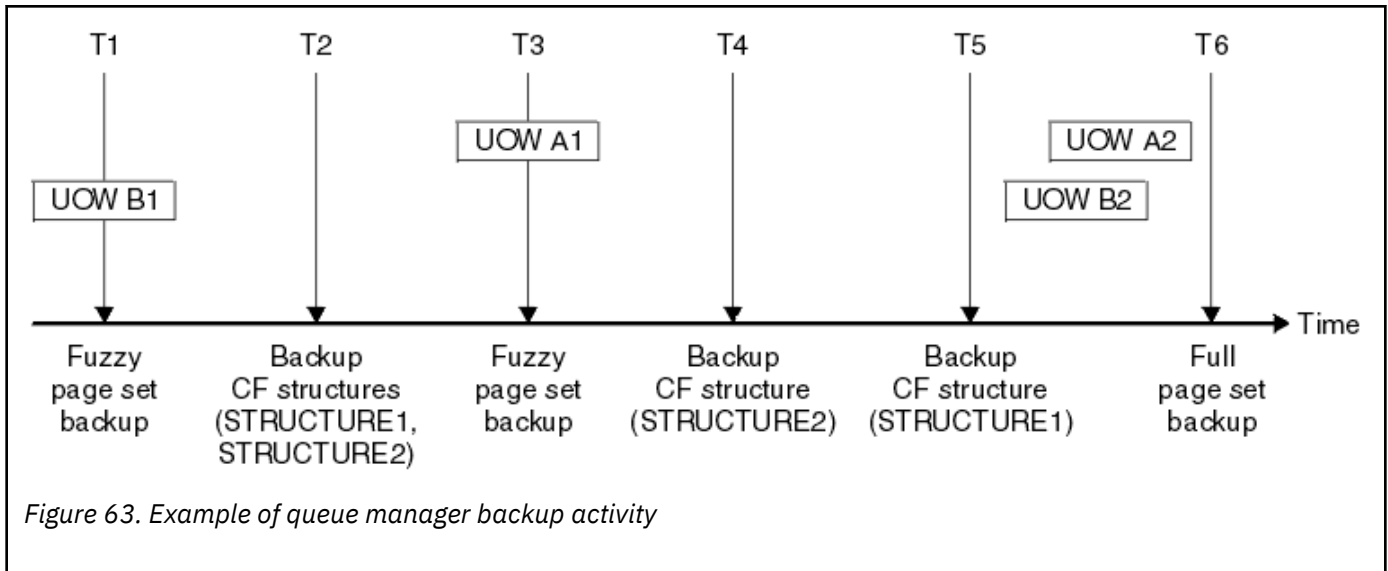 T1 T2 T3 T4 T5 T6
UOW A1 UOW A2
UOW B1 UOW B2
Time
Fuzzy
page set
backup
Backup
CF structures
(STRUCTURE1,
STRUCTURE2)
Fuzzy
page set
backup
Backup
CF structure
(STRUCTURE2)
Backup
CF structure
(STRUCTURE1)
Full
page set
backup
Figure 63. Example of queue manager backup activity